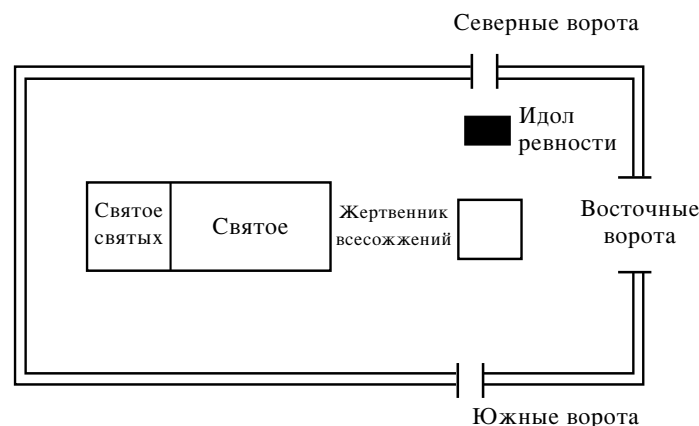 Северные ворота
Идол
ревности
Святое
святых
Святое
Жертвенник
всесожжений
Восточные
ворота
Южные ворота